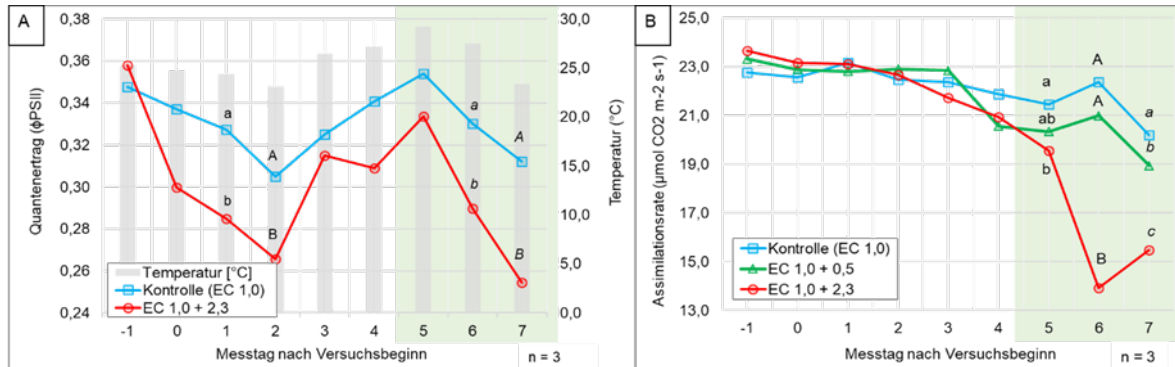 A
Quantenertrag (ϕPSII)
0,38
0,36
0,34
0,32
0,30
0,28
0,26
0,24
30,0
25,0
20,0
15,0
10,0
5,0
0,0
Temperatur (°C)
a
b
A
B
a
b
A
B
Temperatur [°C]
Kontrolle (EC 1,0)
EC 1,0 + 2,3
-1 0 1 2 3 4 5 6 7
Messtag nach Versuchsbeginn
n = 3
B
Assimilationsrate (µmol CO2 m-2 s-1)
25,0
23,0
21,0
19,0
17,0
15,0
13,0
a
ab
b
A
A
B
a
b
c
Kontrolle (EC 1,0)
EC 1,0 + 0,5
EC 1,0 + 2,3
-1 0 1 2 3 4 5 6 7
Messtag nach Versuchsbeginn
n = 3